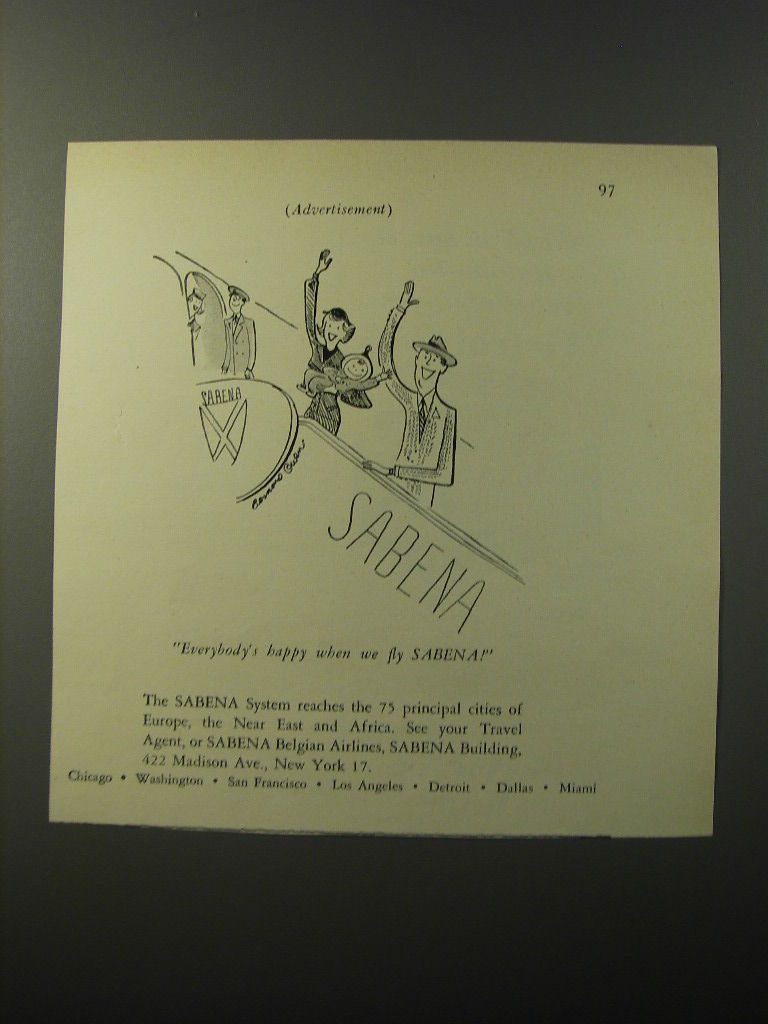 97
(Advertisement)
SABENA
SABENA
"Everybody's happy when we fly SABENA!"
The SABENA System reaches the 75 principal cities of
Europe, the Near East and Africa. See your Travel
Agent, or SABENA Belgian Airlines, SABENA Building,
422 Madison Ave., New York 17.
Chicago • Washington • San Francisco • Los Angeles • Detroit • Dallas • Miami